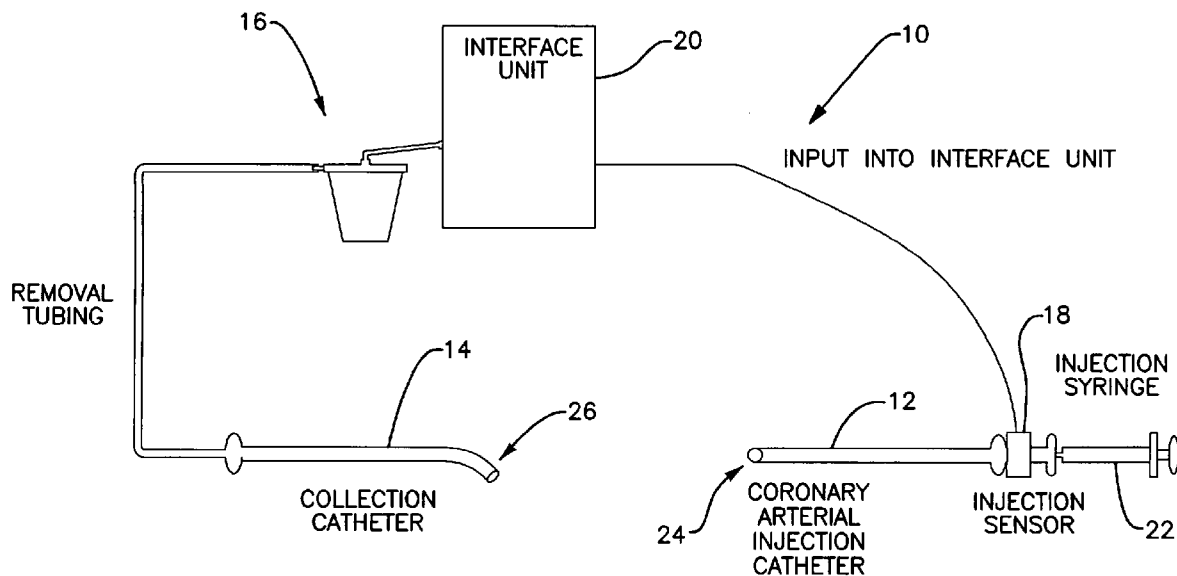 16
INTERFACE
UNIT
20
10
INPUT INTO INTERFACE UNIT
REMOVAL
TUBING
14
26
COLLECTION
CATHETER
12
18
INJECTION
SYRINGE
24
CORONARY
ARTERIAL
INJECTION
CATHETER
INJECTION
SENSOR
22